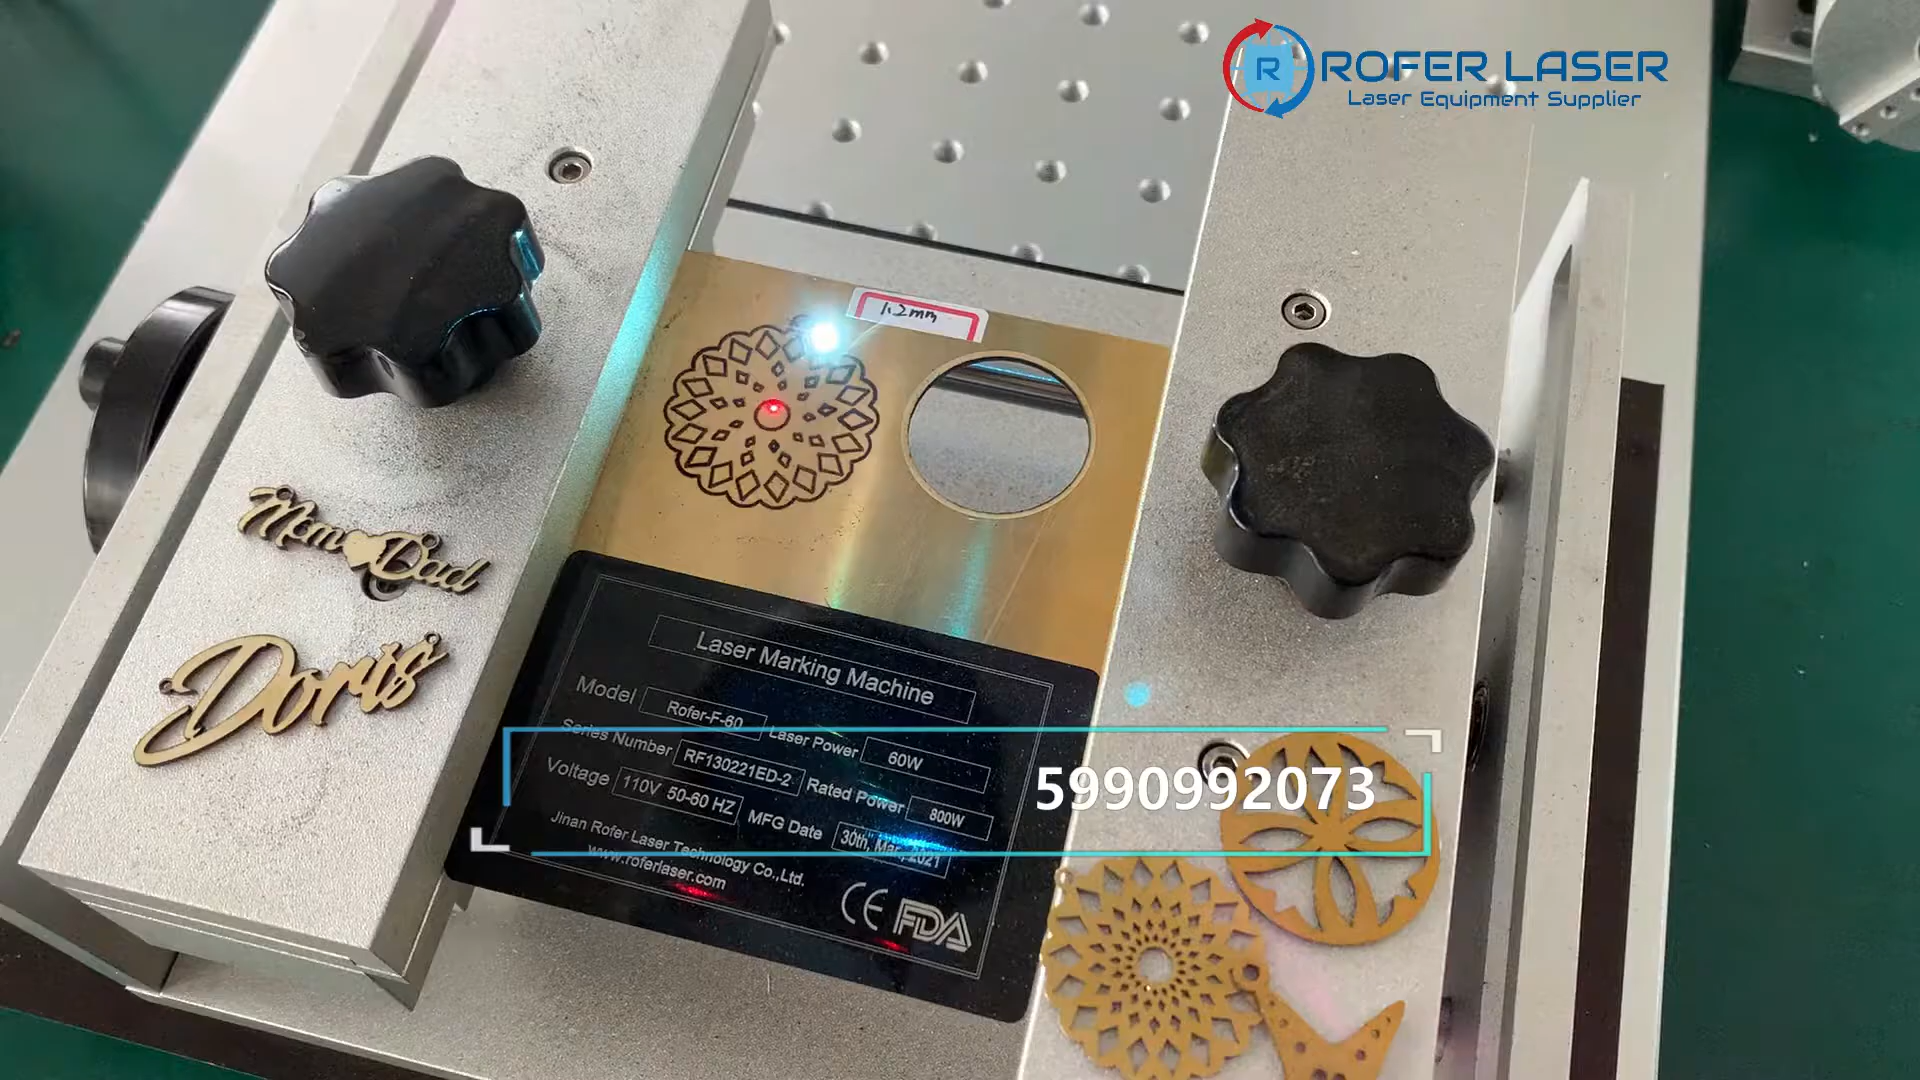 R ROFER LASER
Laser Equipment Supplier
1.2mm
Mom Dad
Doris
Laser Marking Machine
Model Rofer-F-60 Laser Power 60W
Series Number RF130221ED-2 Rated Power 800W
Voltage 110V 50-60 HZ MFG Date 30th, Mar., 2021
Jinan Rofer Laser Technology Co.,Ltd.
www.roferlaser.com
CE FDA
5990992073